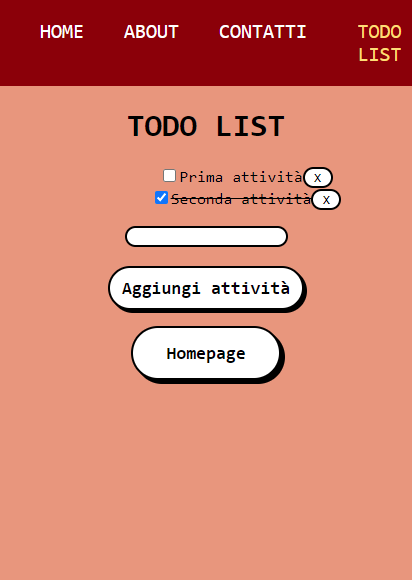 HOME ABOUT CONTATTI TODO
LIST
TODO LIST
Prima attività x
Seconda attività x
Aggiungi attività
Homepage